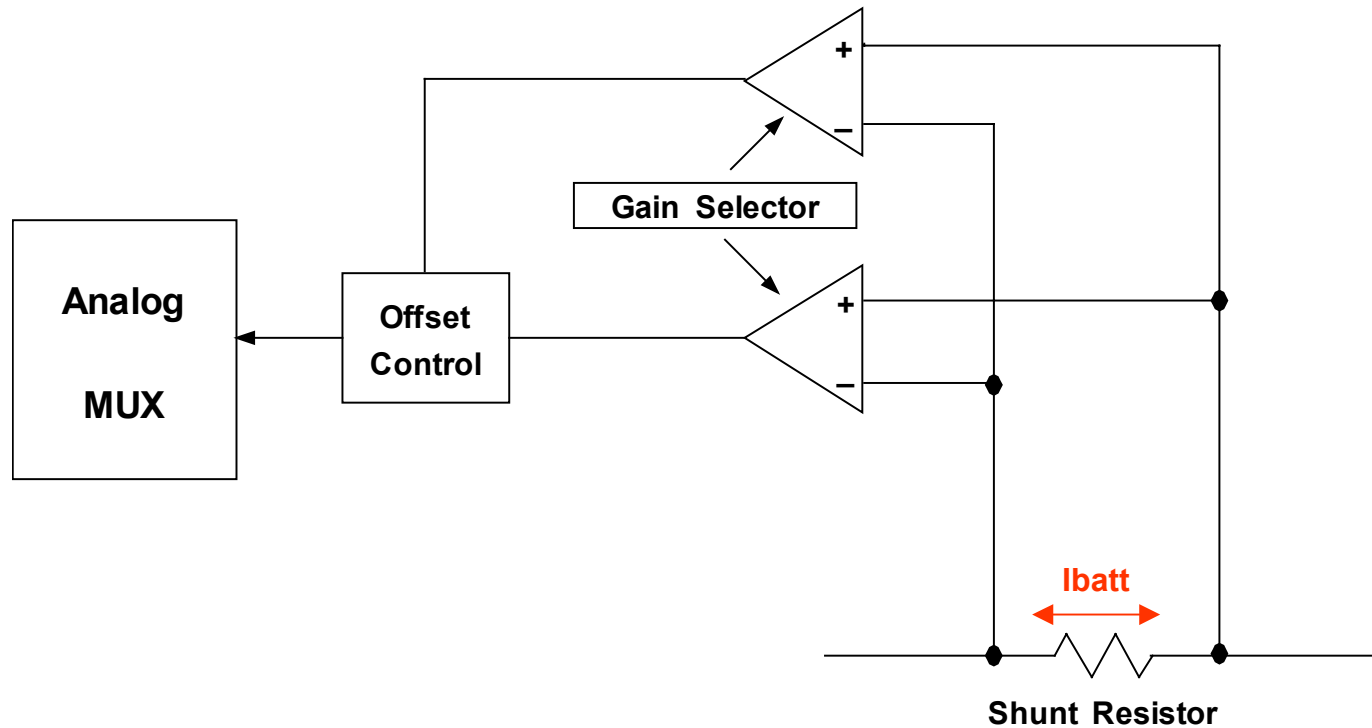 +
−
Gain Selector
Analog
MUX
Offset
Control
+
−
Ibatt
Shunt Resistor